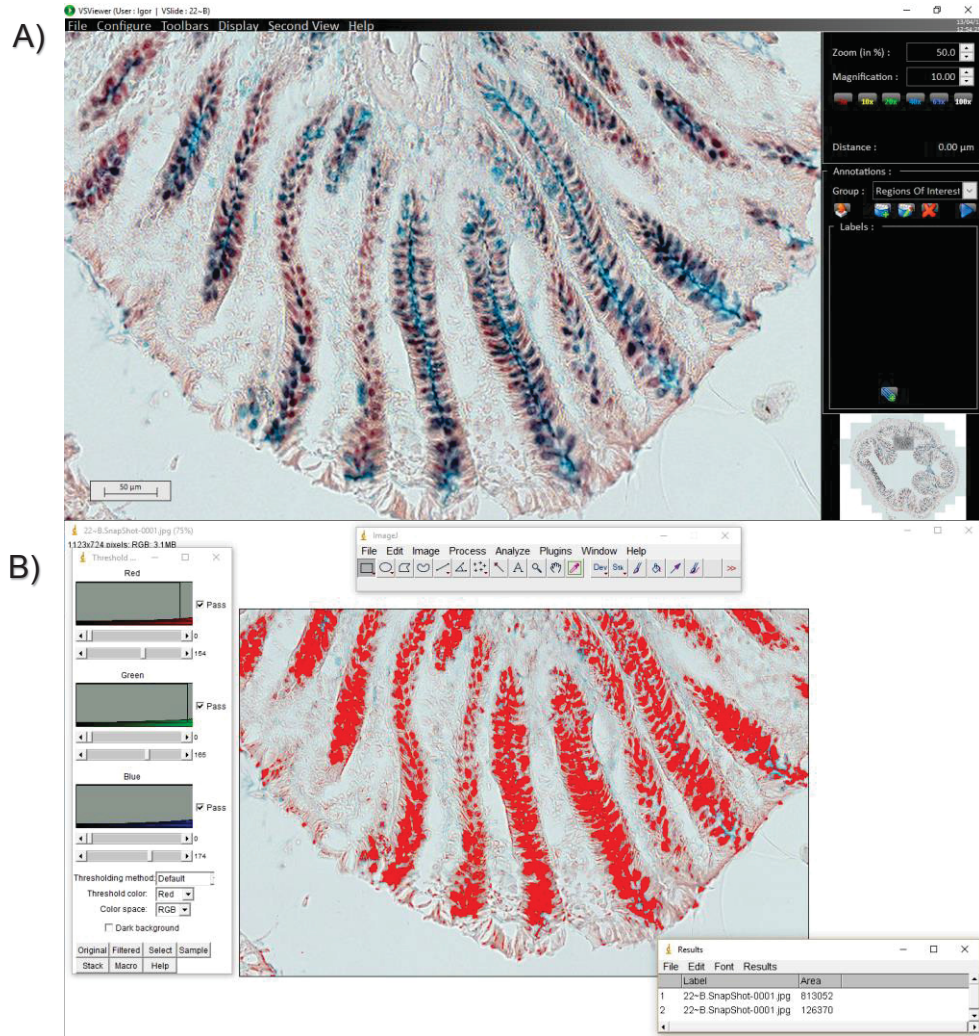 A)
VSViewer (User : Igor | VSlide : 22~B)
File Configure Toolbars Display Second View Help
Zoom (in %) : 50.0
Magnification : 10.00
10x 20x 40x 63x 100x
Distance : 0.00 µm
Annotations :
Group : Regions Of Interest
Labels :
50 µm
B)
22~B.SnapShot-0001.jpg (75%)
1123x724 pixels; RGB; 3.1MB
Threshold ...
Red
Pass
0
154
Green
Pass
0
165
Blue
Pass
0
174
Thresholding method: Default
Threshold color: Red
Color space: RGB
Dark background
Original Filtered Select Sample
Stack Macro Help
ImageJ
File Edit Image Process Analyze Plugins Window Help
Dev Stk >>
Results
File Edit Font Results
Label Area
1 22~B.SnapShot-0001.jpg 813052
2 22~B.SnapShot-0001.jpg 126370